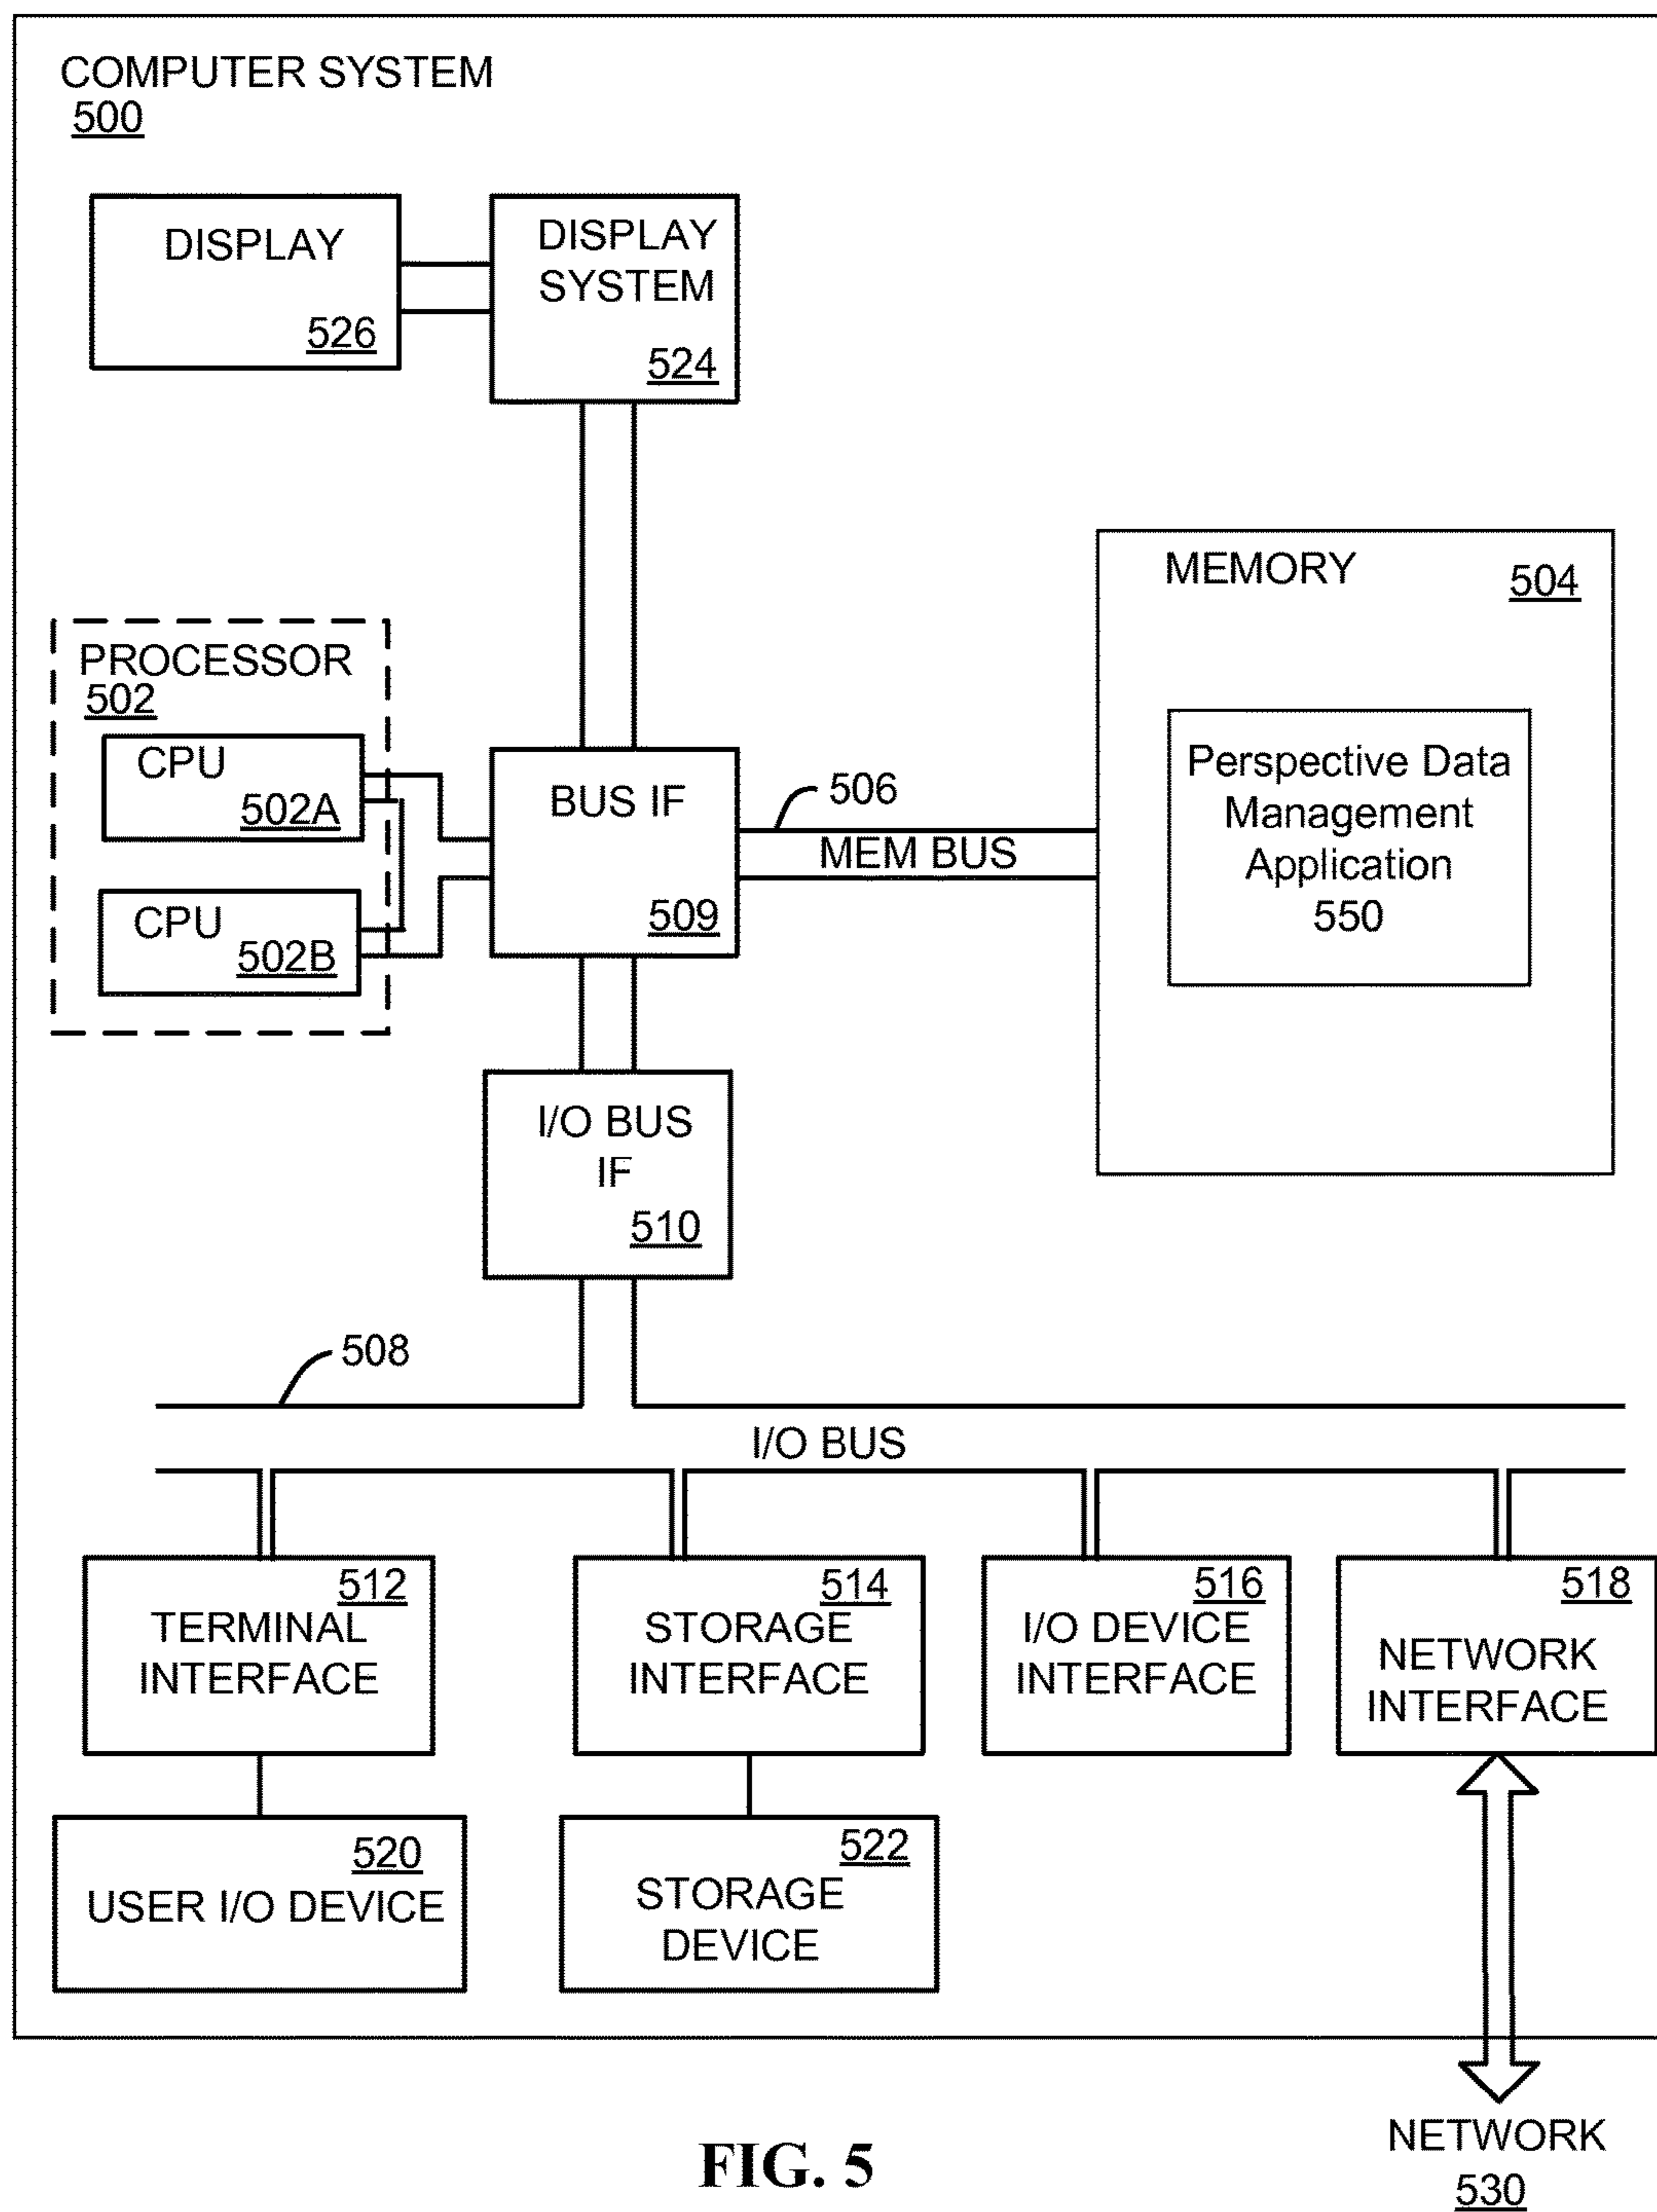 COMPUTER SYSTEM
500
DISPLAY
526
DISPLAY
SYSTEM
524
PROCESSOR
502
CPU
502A
CPU
502B
BUS IF
509
506
MEM BUS
MEMORY
504
Perspective Data
Management
Application
550
I/O BUS
IF
510
508
I/O BUS
512
TERMINAL
INTERFACE
514
STORAGE
INTERFACE
516
I/O DEVICE
INTERFACE
518
NETWORK
INTERFACE
520
USER I/O DEVICE
522
STORAGE
DEVICE
NETWORK
530
FIG. 5